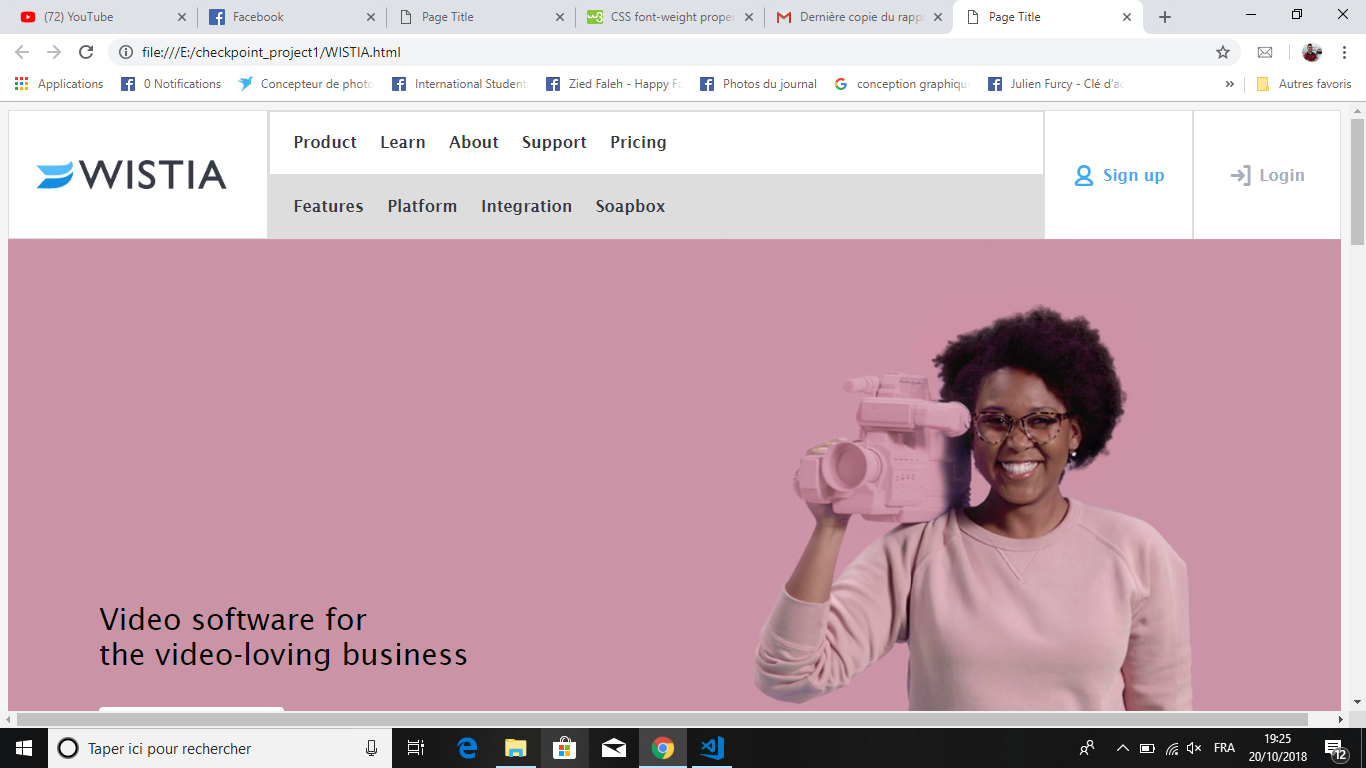 (72) YouTube
Facebook
Page Title
CSS font-weight proper
Dernière copie du rapp
Page Title
file:///E:/checkpoint_project1/WISTIA.html
Applications
0 Notifications
Concepteur de photo
International Student
Zied Faleh - Happy Fa
Photos du journal
conception graphique
Julien Furcy - Clé d'ac
»
Autres favoris
WISTIA
Product Learn About Support Pricing
Features Platform Integration Soapbox
Sign up
Login
Video software for
the video-loving business
Taper ici pour rechercher
FRA
19:25
20/10/2018
12